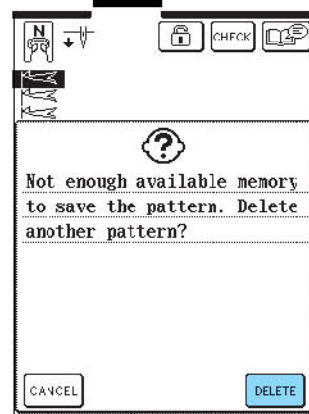 N
CHECK
Not enough available memory
to save the pattern. Delete
another pattern?
CANCEL
DELETE